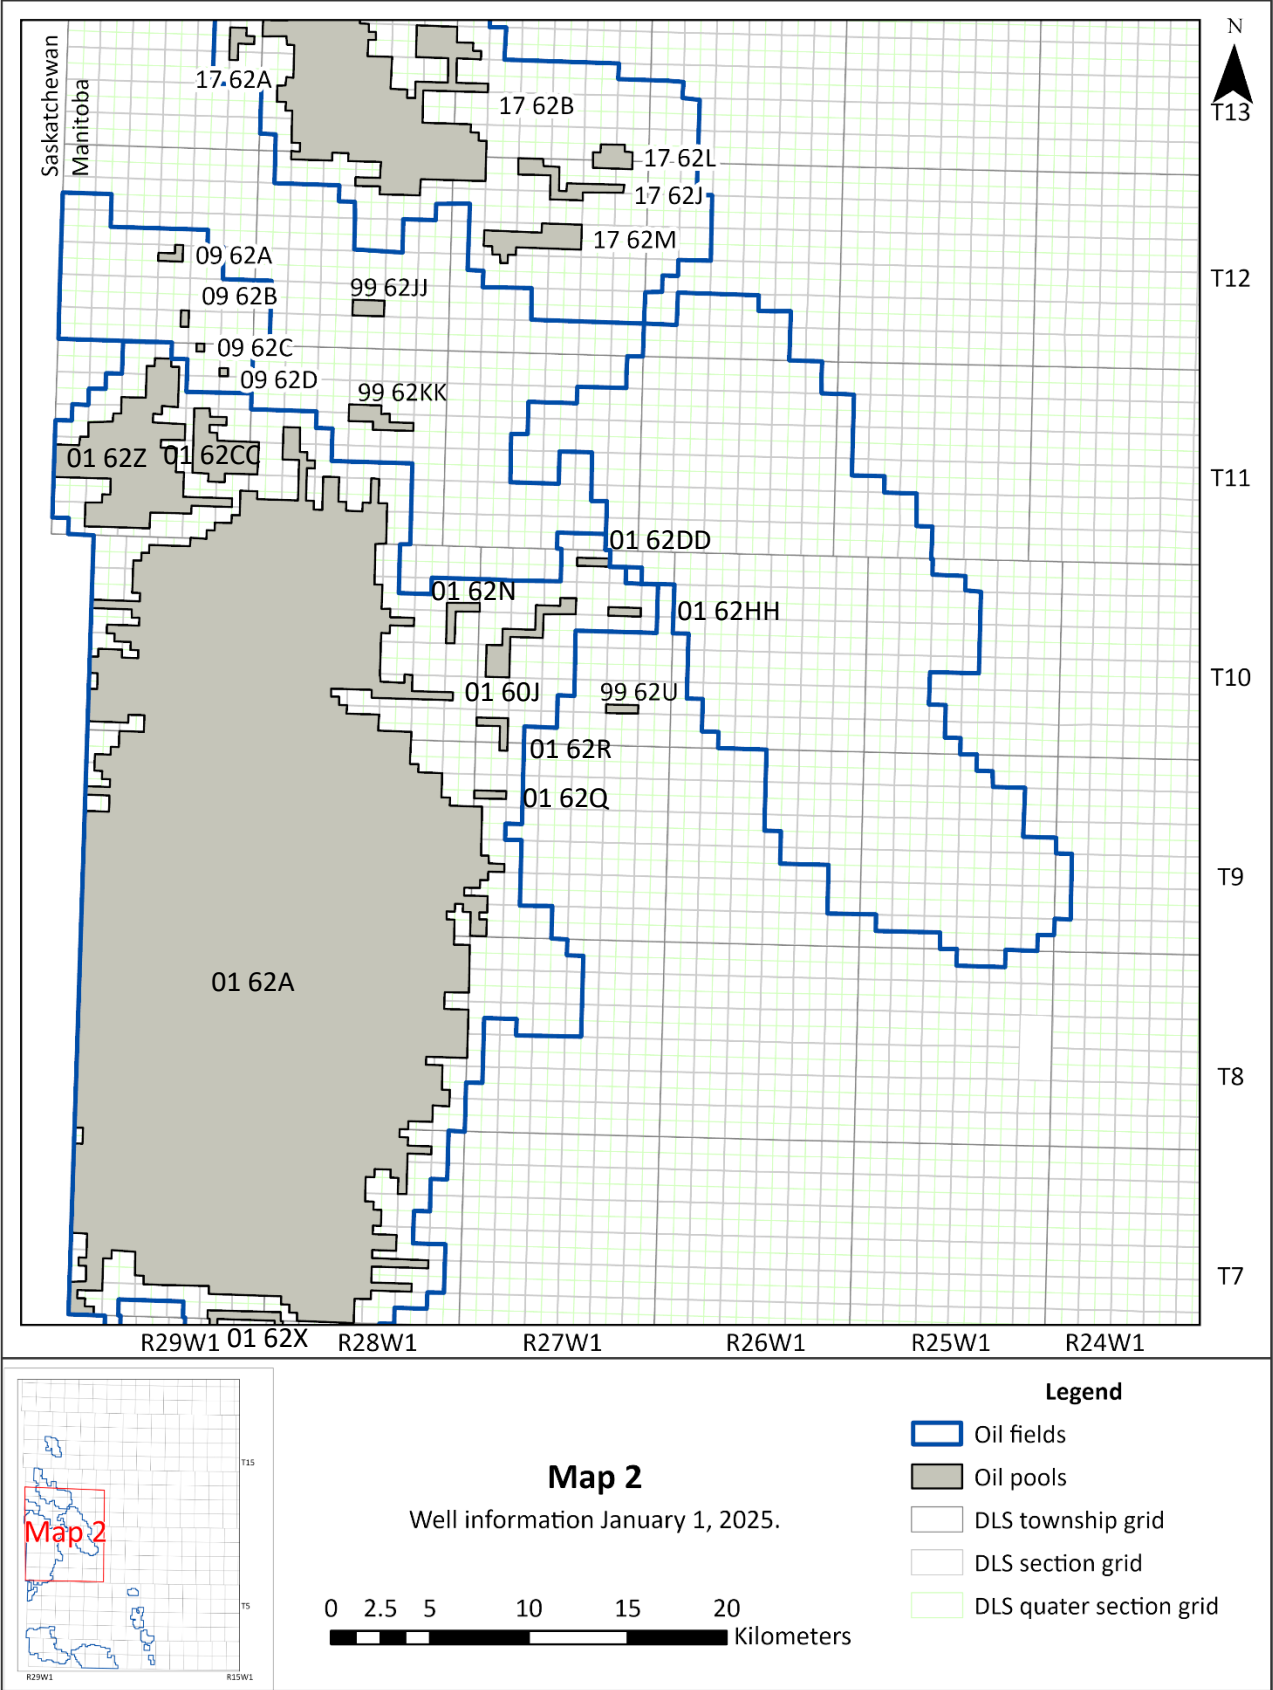 N
Saskatchewan
Manitoba
17 62A
17 62B
T13
17 62L
17 62J
17 62M
09 62A
T12
99 62JJ
09 62B
09 62C
09 62D
99 62KK
01 62Z
01 62CC
T11
01 62DD
01 62N
01 62HH
T10
01 60J
99 62U
01 62R
01 62Q
T9
01 62A
T8
T7
01 62X
R29W1
R28W1
R27W1
R26W1
R25W1
R24W1
T15
Map 2
T5
R29W1
R15W1
Map 2
Well information January 1, 2025.
0 2.5 5 10 15 20
Kilometers
Legend
Oil fields
Oil pools
DLS township grid
DLS section grid
DLS quater section grid